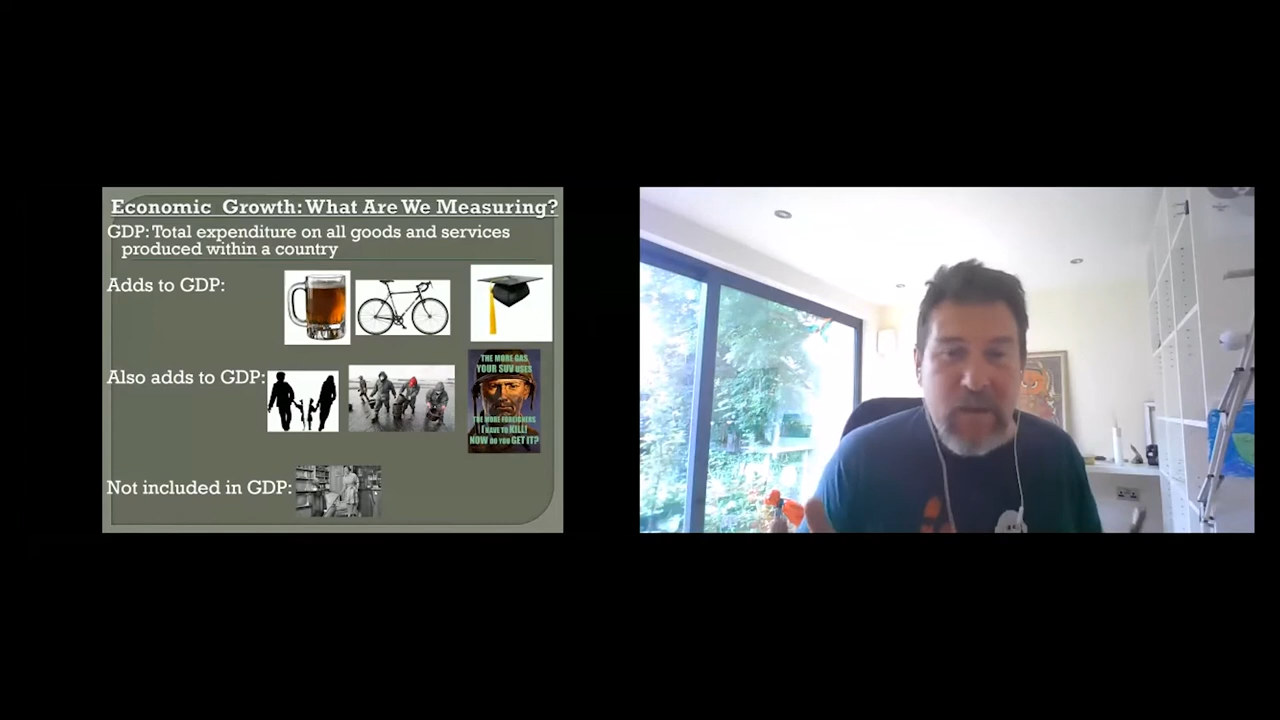 Economic Growth: What Are We Measuring?
GDP: Total expenditure on all goods and services
produced within a country
Adds to GDP:
Also adds to GDP:
THE MORE GAS
YOUR SUV USES
THE MORE FOREIGNERS
I HAVE TO KILL!
NOW DO YOU GET IT?
Not included in GDP: